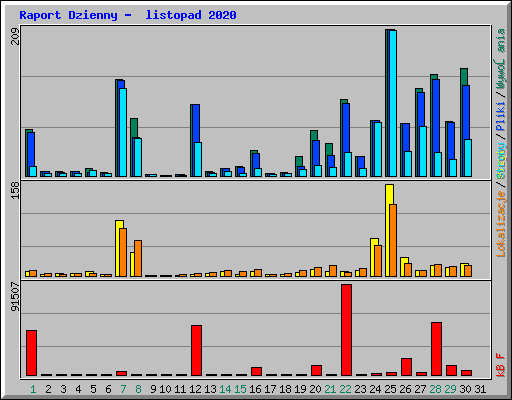 Raport Dzienny - listopad 2020
209
158
91507
Wywoł ania / Pliki / Strony / Lokalizacje
kB F
1 2 3 4 5 6 7 8 9 10 11 12 13 14 15 16 17 18 19 20 21 22 23 24 25 26 27 28 29 30 31